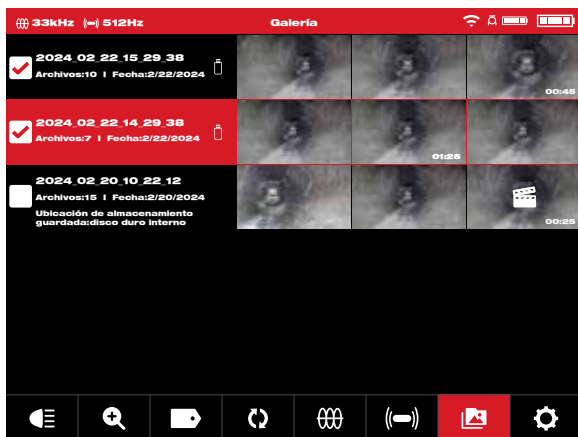 33kHz 512Hz Galería
2024_02_22_15_29_38
Archivos:10 I Fecha:2/22/2024
00:45
2024_02_22_14_29_38
Archivos:7 I Fecha:2/22/2024
01:25
2024_02_20_10_22_12
Archivos:15 I Fecha:2/20/2024
Ubicación de almacenamiento
guardada:disco duro interno
00:25